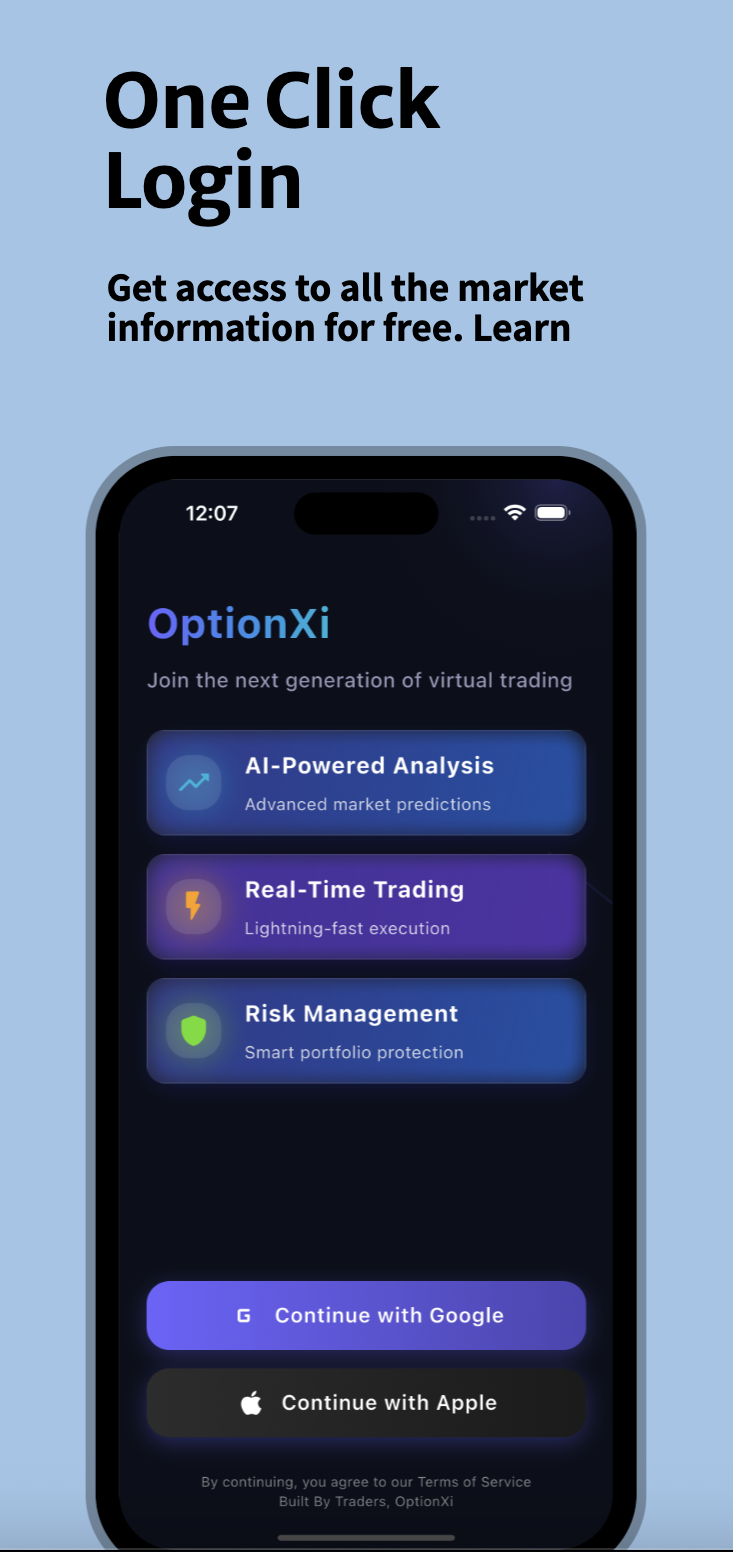 One Click
Login
Get access to all the market
information for free. Learn
12:07
OptionXi
Join the next generation of virtual trading
AI-Powered Analysis
Advanced market predictions
Real-Time Trading
Lightning-fast execution
Risk Management
Smart portfolio protection
G Continue with Google
Continue with Apple
By continuing, you agree to our Terms of Service
Built By Traders, OptionXi